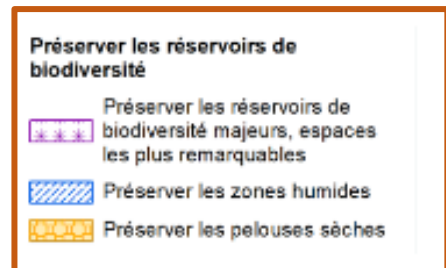 Préserver les réservoirs de
biodiversité
Préserver les réservoirs de
biodiversité majeurs, espaces
les plus remarquables
Préserver les zones humides
Préserver les pelouses sèches